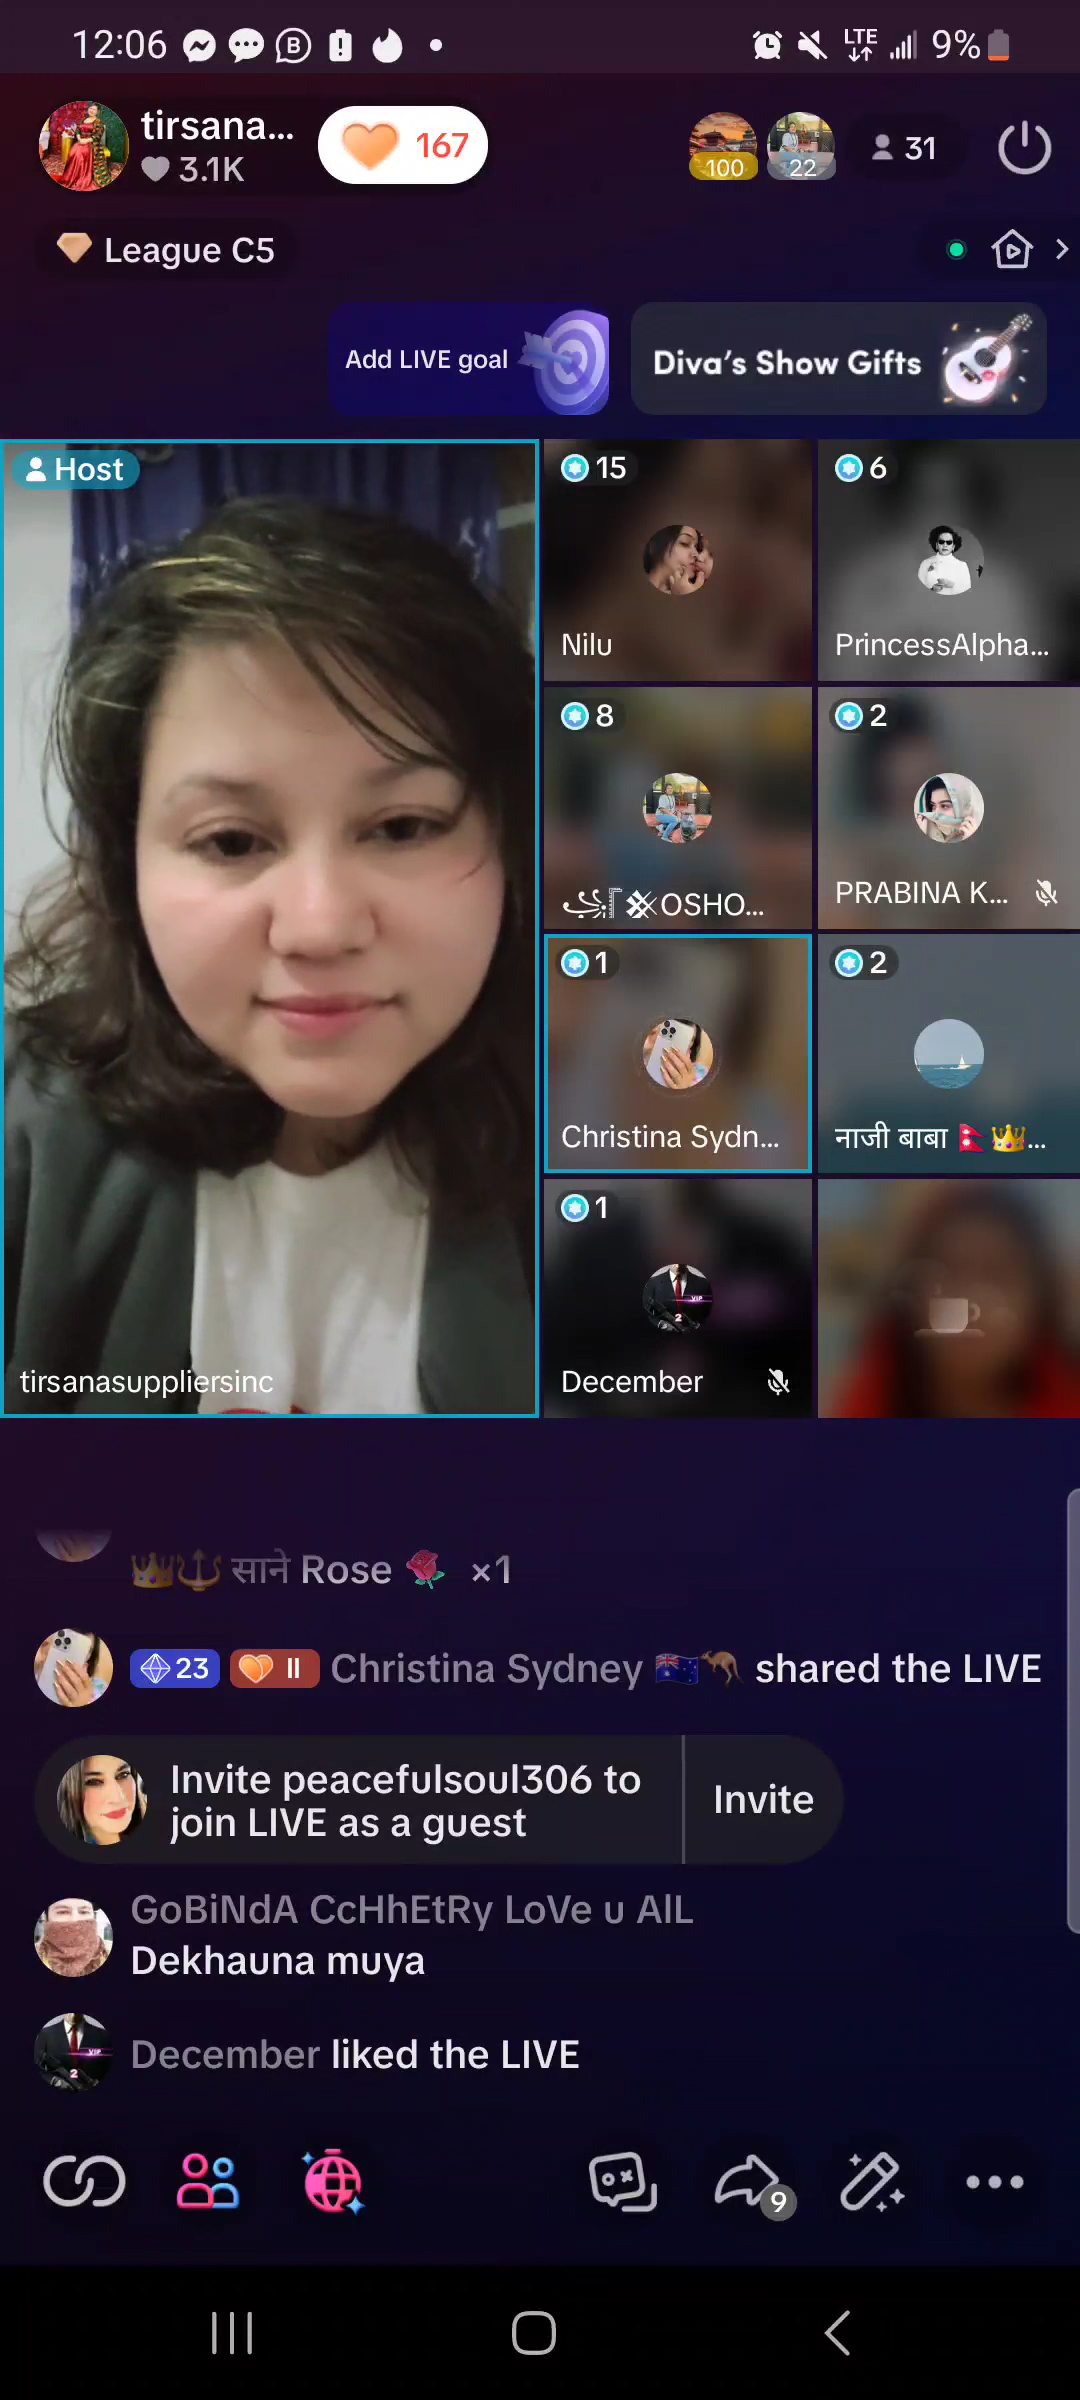 12:06
LTE
9%
tirsana...
3.1K
167
100
22
31
League C5
Add LIVE goal
Diva's Show Gifts
Host
15
6
Nilu
PrincessAlpha...
8
2
OSHO...
PRABINA K...
1
2
Christina Sydn...
नाजी बाबा 🇳🇵👑...
1
tirsanasuppliersinc
December
👑🔱 साने Rose 🌹 ×1
23 II Christina Sydney 🇦🇺🦘 shared the LIVE
Invite peacefulsoul306 to
join LIVE as a guest
Invite
GoBiNdA CcHhEtRy LoVe u AlL
Dekhauna muya
December liked the LIVE
9